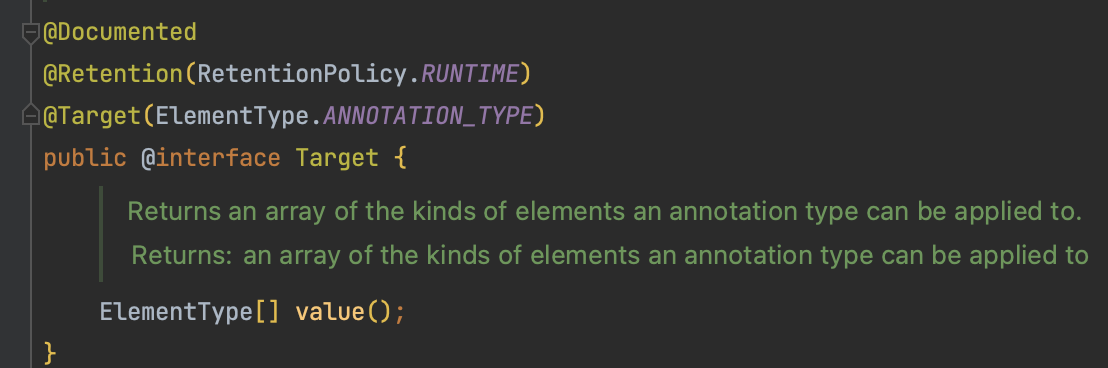 @Documented
@Retention(RetentionPolicy.RUNTIME)
@Target(ElementType.ANNOTATION_TYPE)
public @interface Target {
Returns an array of the kinds of elements an annotation type can be applied to.
Returns: an array of the kinds of elements an annotation type can be applied to
ElementType[] value();
}